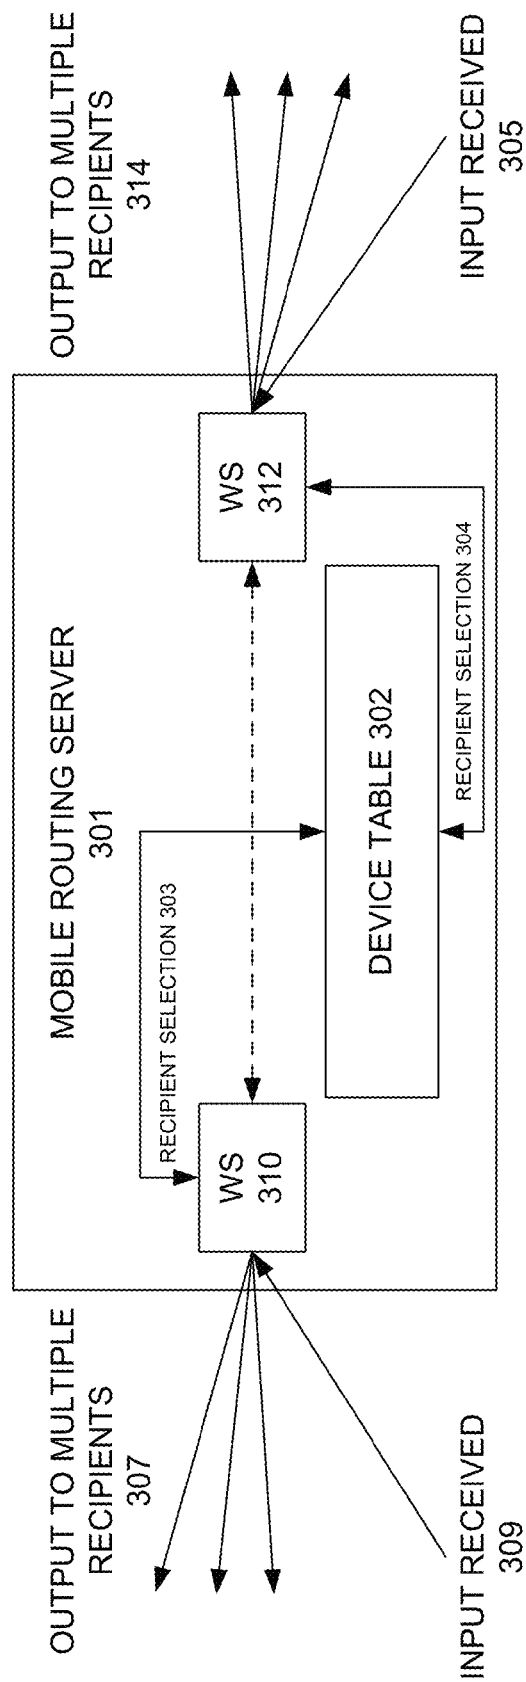 OUTPUT TO MULTIPLE
RECIPIENTS
307
INPUT RECEIVED
309
MOBILE ROUTING SERVER
301
RECIPIENT SELECTION 303
WS
310
DEVICE TABLE 302
WS
312
RECIPIENT SELECTION 304
OUTPUT TO MULTIPLE
RECIPIENTS
314
INPUT RECEIVED
305